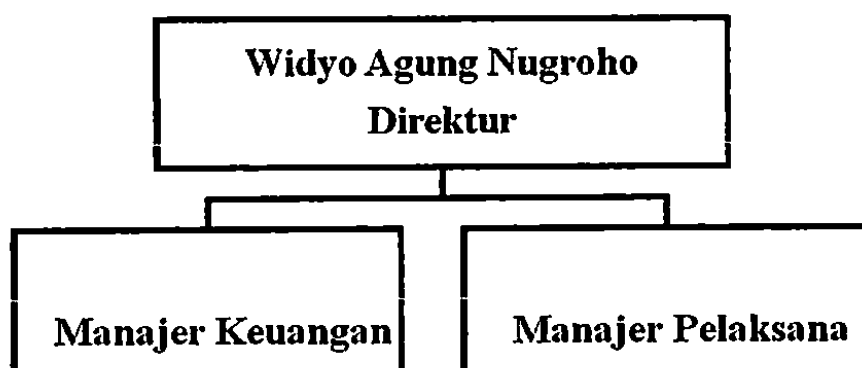 Widyo Agung Nugroho
Direktur
Manajer Keuangan
Manajer Pelaksana